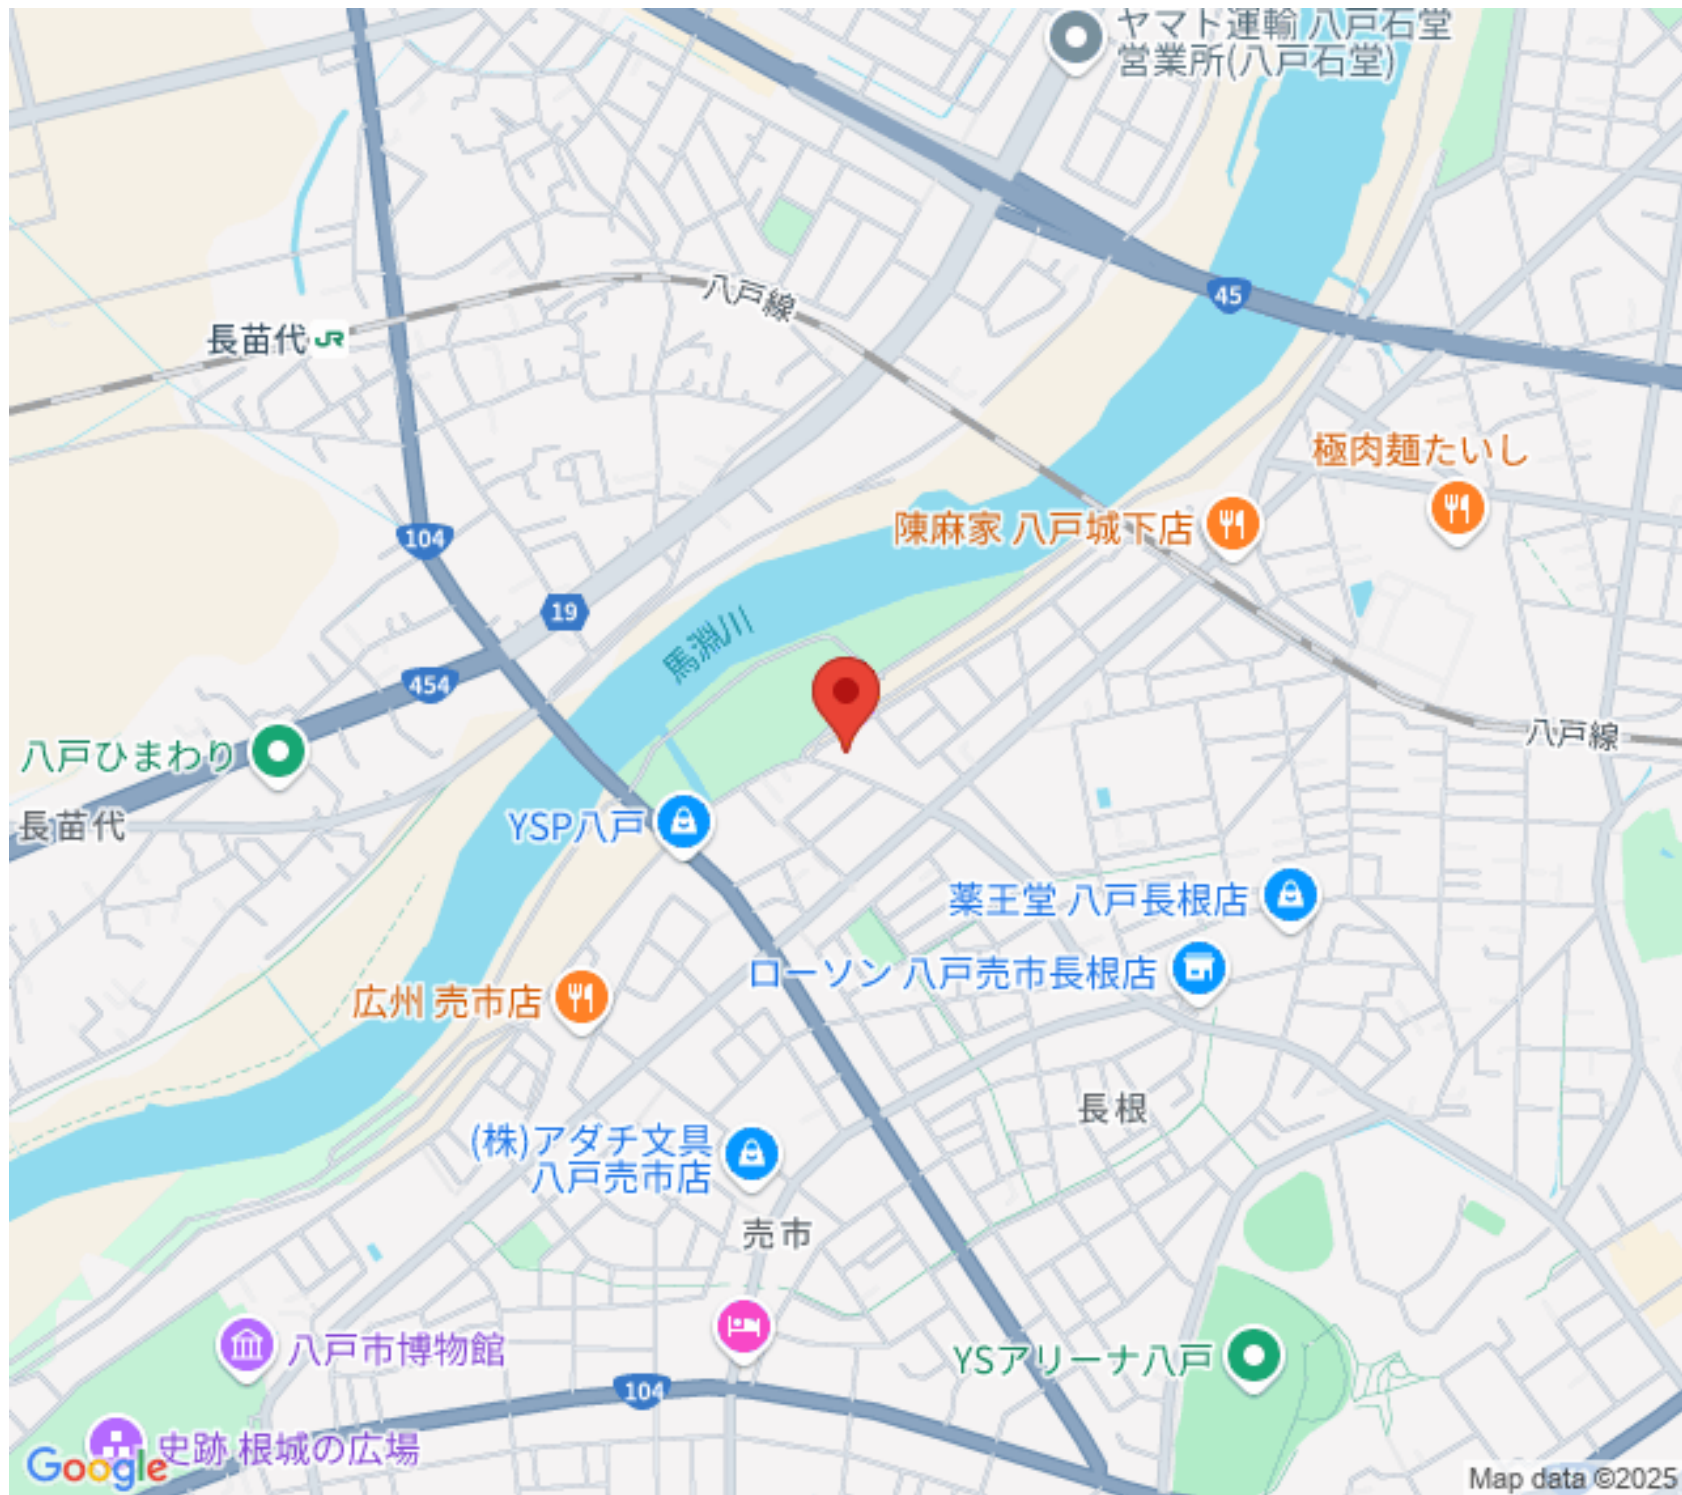 ヤマト運輸 八戸石堂
営業所(八戸石堂)
八戸線
45
長苗代
JR
極肉麺たいし
陳麻家 八戸城下店
104
19
馬淵川
454
八戸線
八戸ひまわり
長苗代
YSP八戸
薬王堂 八戸長根店
ローソン 八戸売市長根店
広州 売市店
長根
(株)アダチ文具
八戸売市店
売市
八戸市博物館
YSアリーナ八戸
104
史跡 根城の広場
Google
Map data ©2025